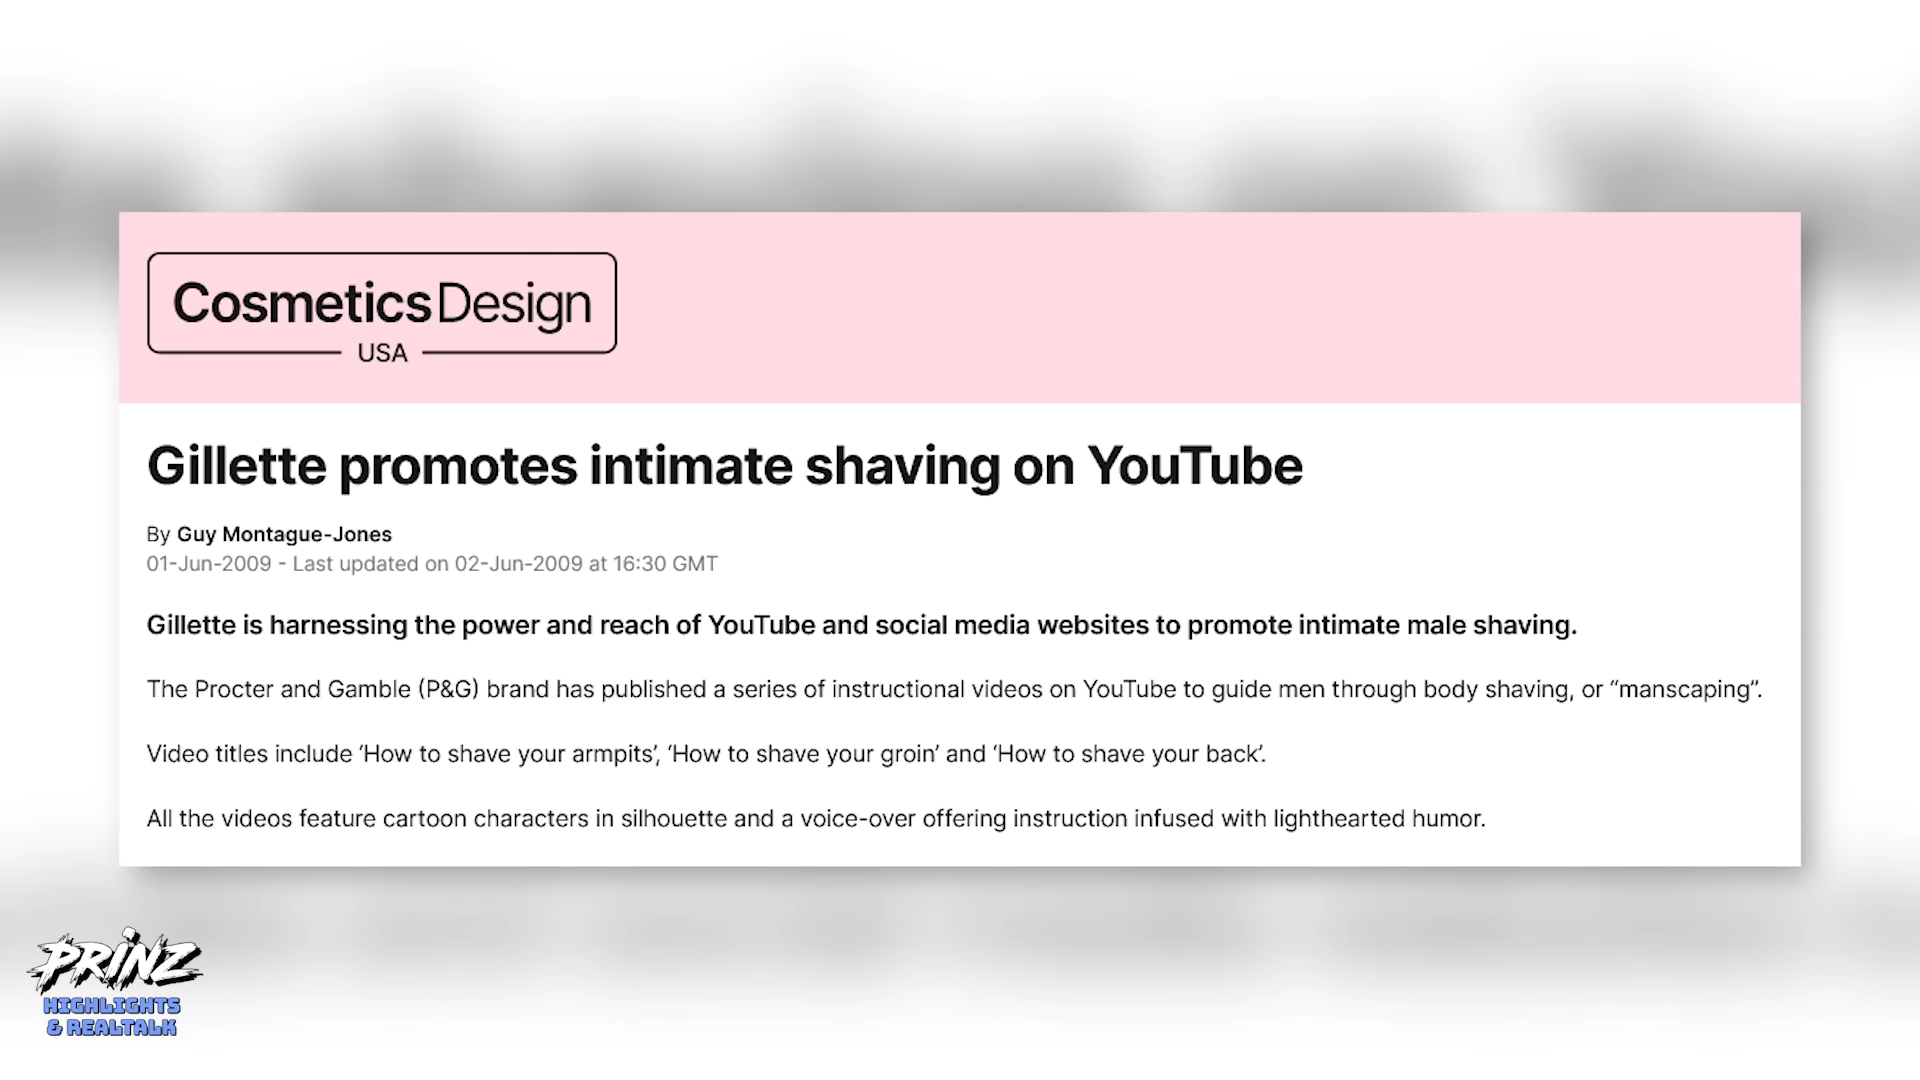 CosmeticsDesign
USA
Gillette promotes intimate shaving on YouTube
By Guy Montague-Jones
01-Jun-2009 - Last updated on 02-Jun-2009 at 16:30 GMT
Gillette is harnessing the power and reach of YouTube and social media websites to promote intimate male shaving.
The Procter and Gamble (P&G) brand has published a series of instructional videos on YouTube to guide men through body shaving, or “manscaping”.
Video titles include ‘How to shave your armpits’, ‘How to shave your groin’ and ‘How to shave your back’.
All the videos feature cartoon characters in silhouette and a voice-over offering instruction infused with lighthearted humor.
PRINZ
HIGHLIGHTS
& REALTALK